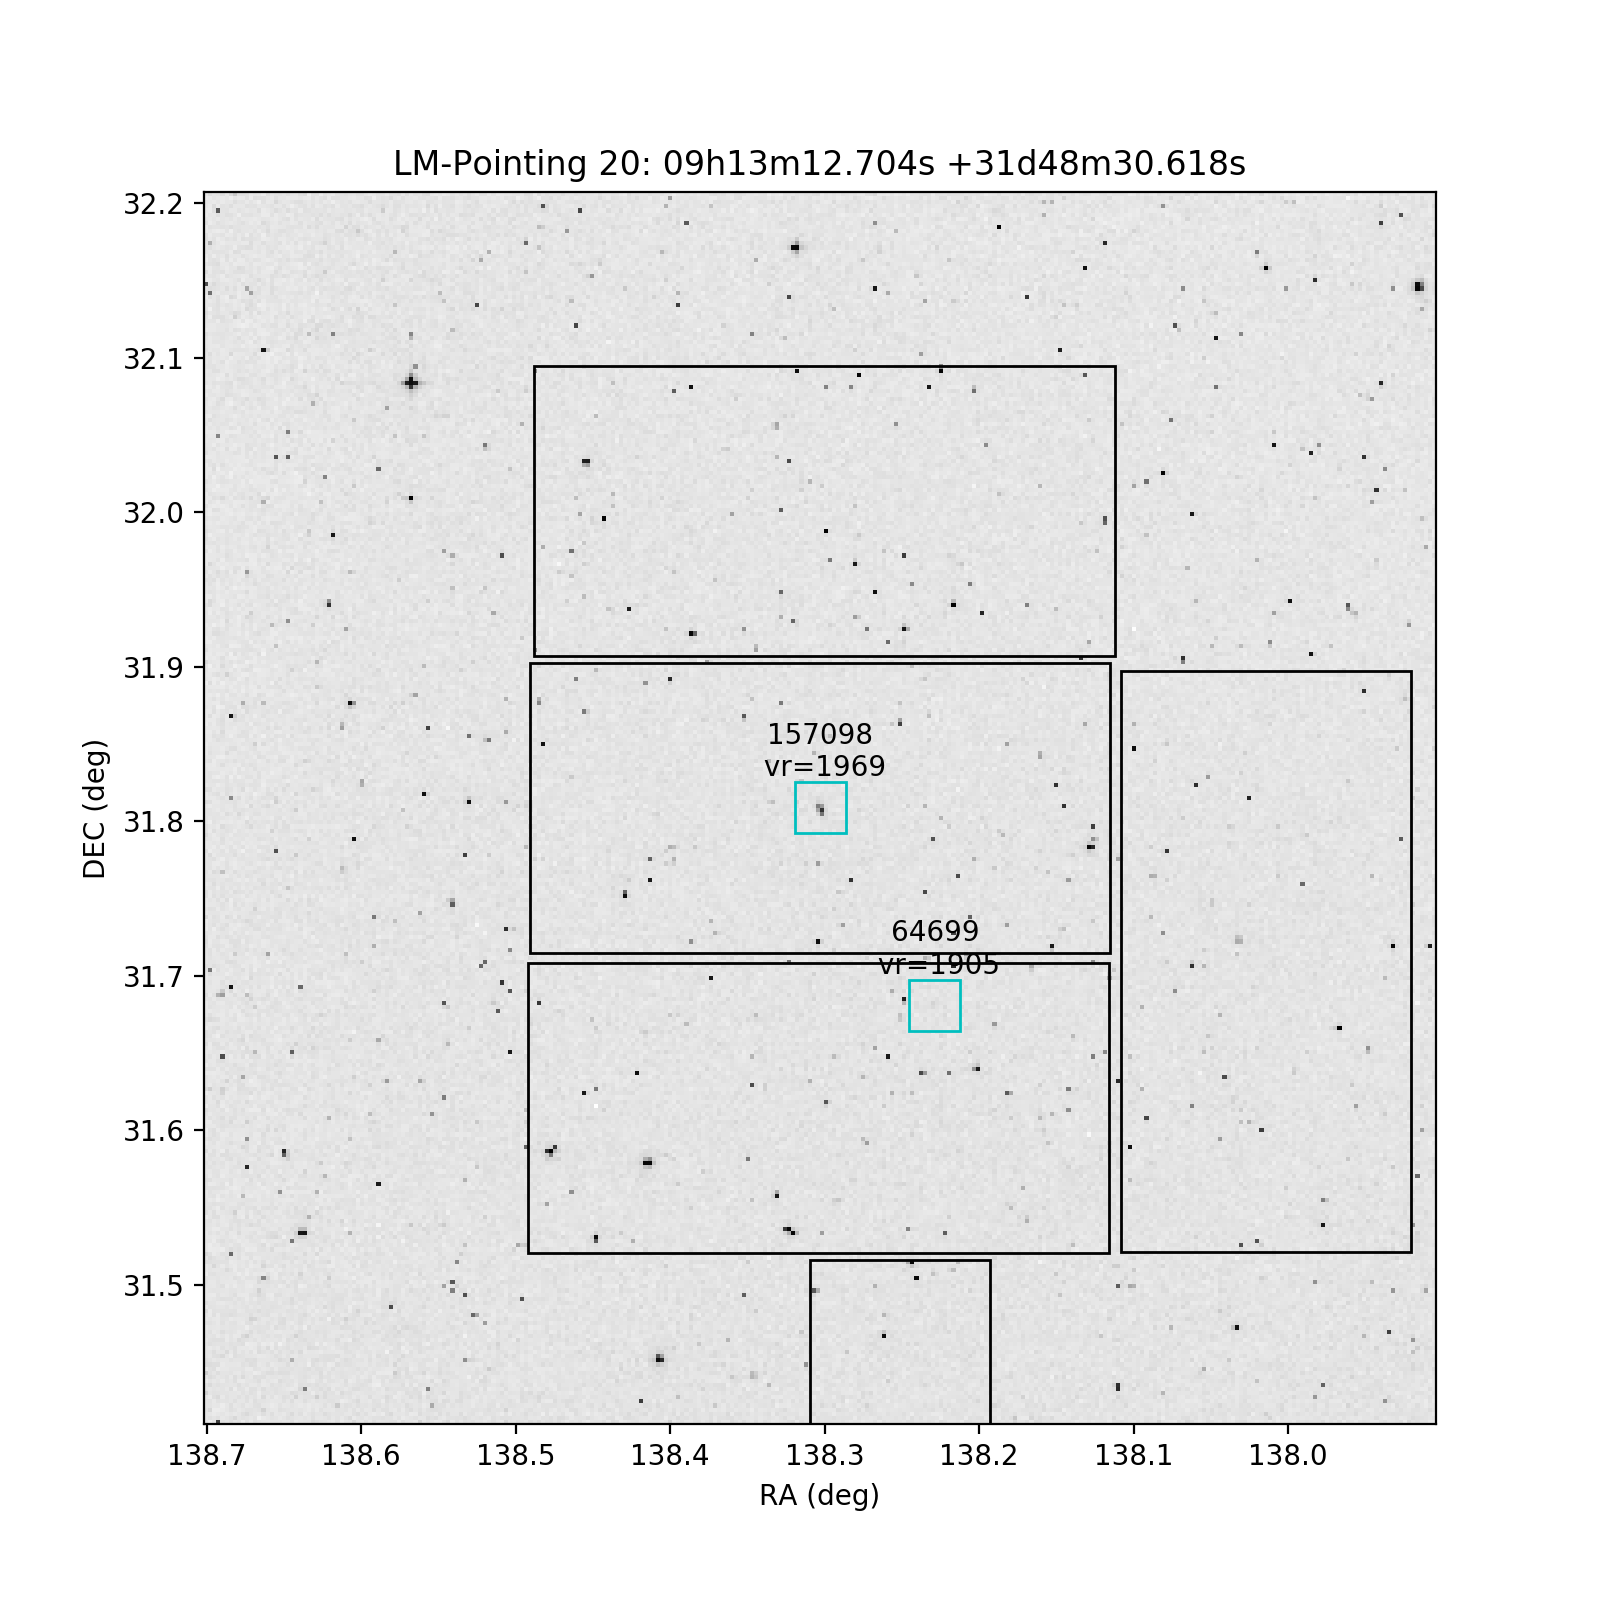 LM-Pointing 20: 09h13m12.704s +31d48m30.618s
32.2
32.1
32.0
31.9
31.8
31.7
31.6
31.5
DEC (deg)
157098
vr=1969
64699
vr=1905
138.7 138.6 138.5 138.4 138.3 138.2 138.1 138.0
RA (deg)